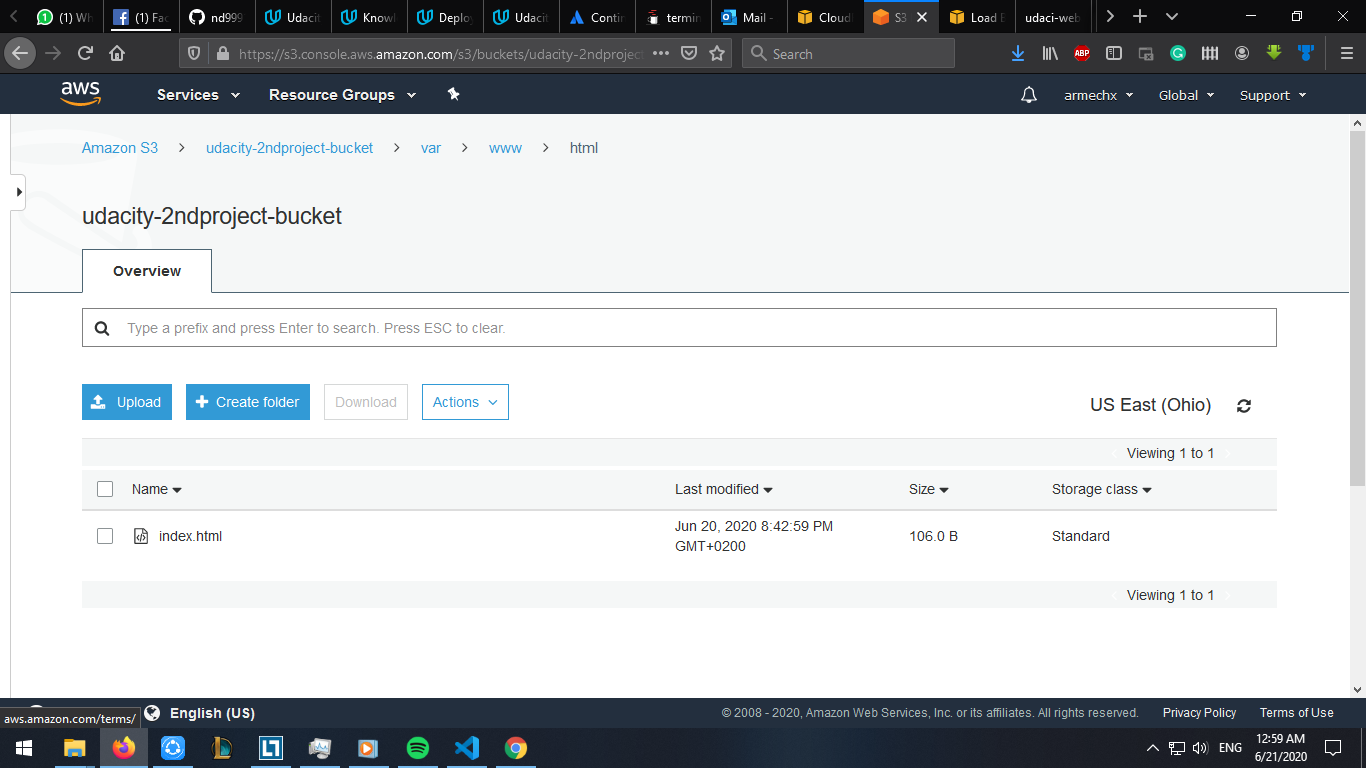 (1) Wh
(1) Fac
nd999
Udacit
Knowl
Deploy
Udacit
Contin
termin
Mail -
Cloud
S3
Load B
udaci-web
https://s3.console.aws.amazon.com/s3/buckets/udacity-2ndproject
Search
ABP
aws
Services
Resource Groups
armechx
Global
Support
Amazon S3
udacity-2ndproject-bucket
var
www
html
udacity-2ndproject-bucket
Overview
Type a prefix and press Enter to search. Press ESC to clear.
Upload
Create folder
Download
Actions
US East (Ohio)
Viewing 1 to 1
Name
Last modified
Size
Storage class
index.html
Jun 20, 2020 8:42:59 PM
GMT+0200
106.0 B
Standard
Viewing 1 to 1
aws.amazon.com/terms/
English (US)
© 2008 - 2020, Amazon Web Services, Inc. or its affiliates. All rights reserved.
Privacy Policy
Terms of Use
ENG
12:59 AM
6/21/2020